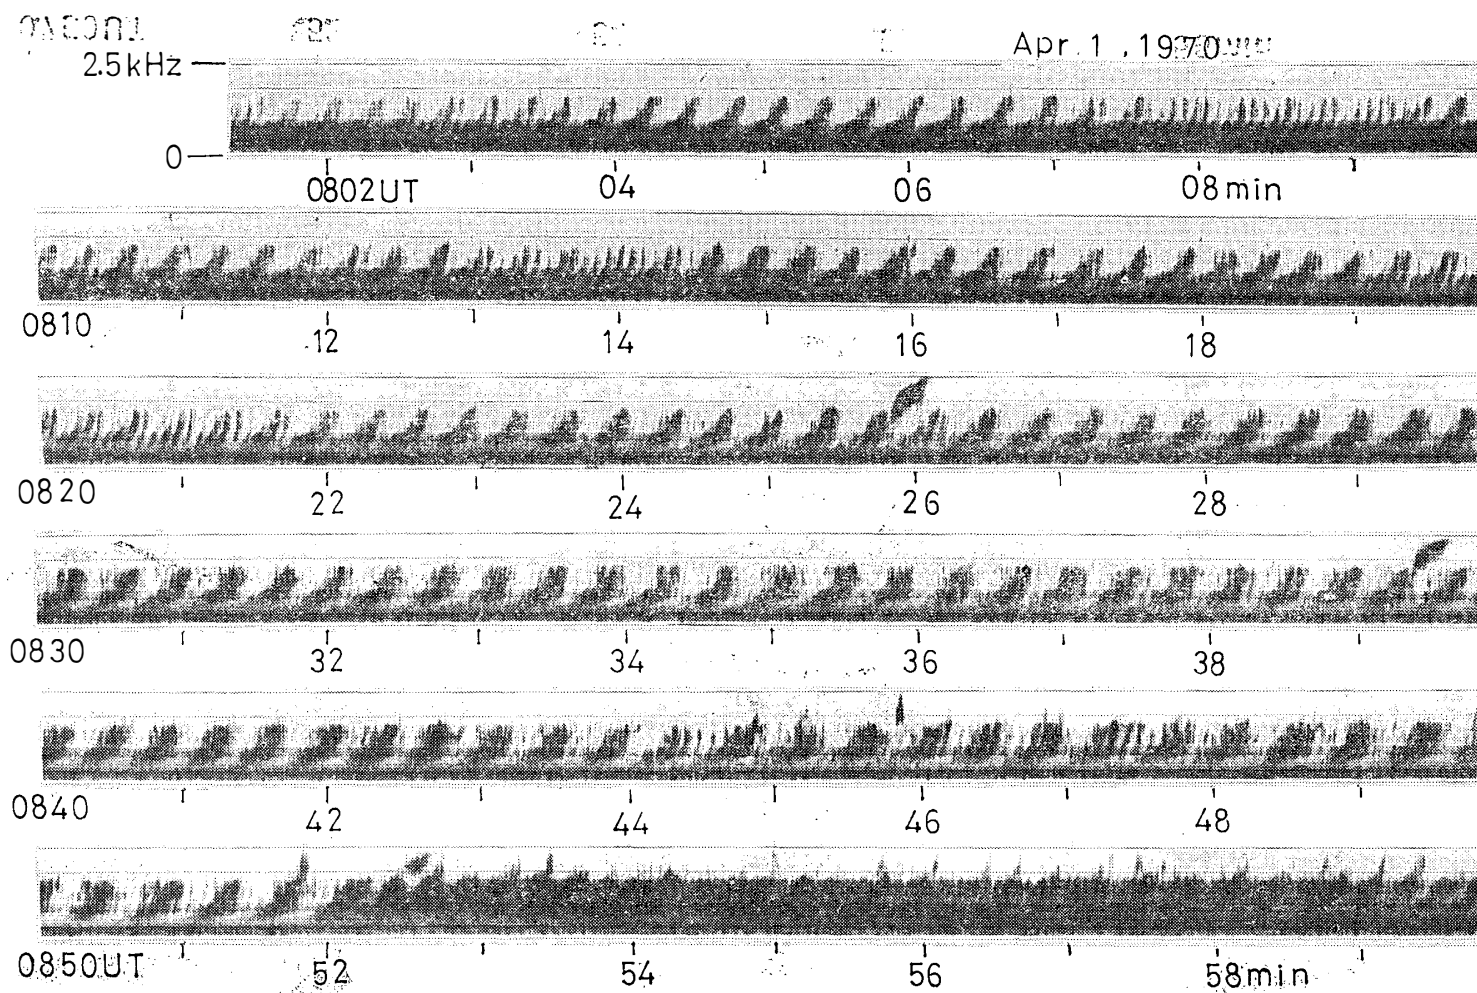 Apr. 1, 1970
2.5kHz
0
0802UT 04 06 08min
0810 12 14 16 18
0820 22 24 26 28
0830 32 34 36 38
0840 42 44 46 48
0850UT 52 54 56 58min